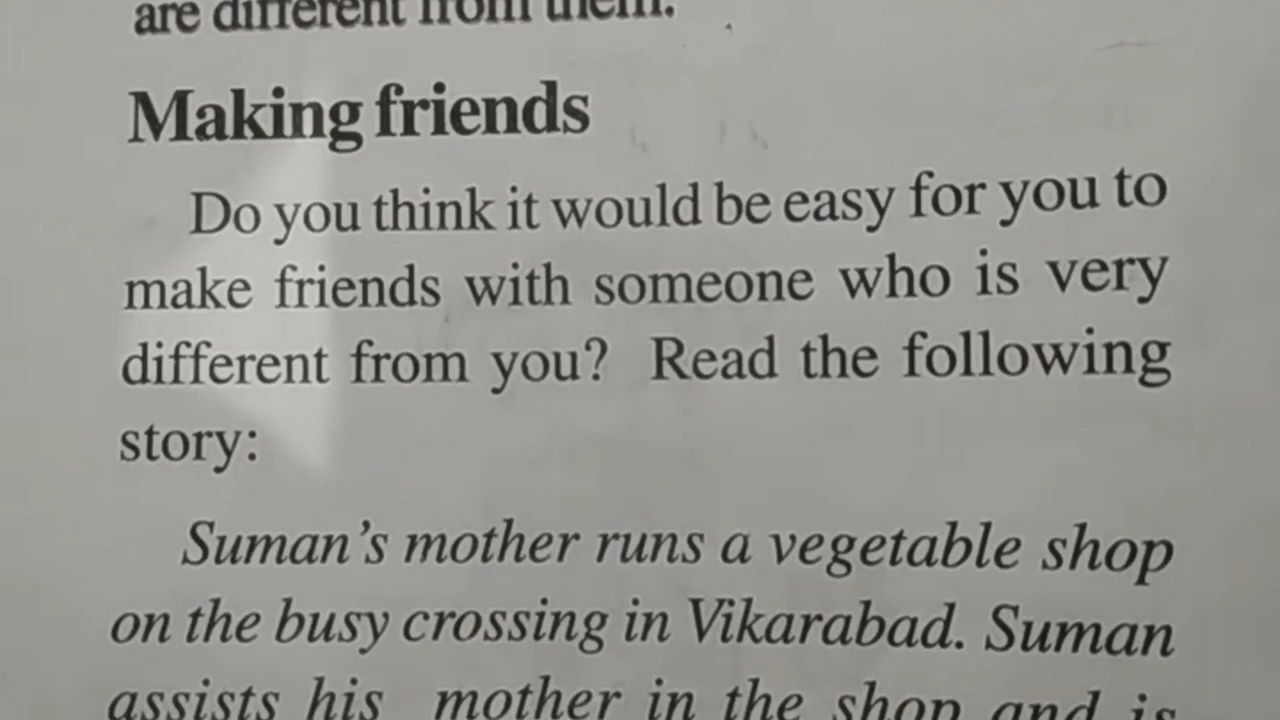 are different from them.
Making friends
Do you think it would be easy for you to
make friends with someone who is very
different from you? Read the following
story:
Suman's mother runs a vegetable shop
on the busy crossing in Vikarabad. Suman
assists his mother in the shop and is